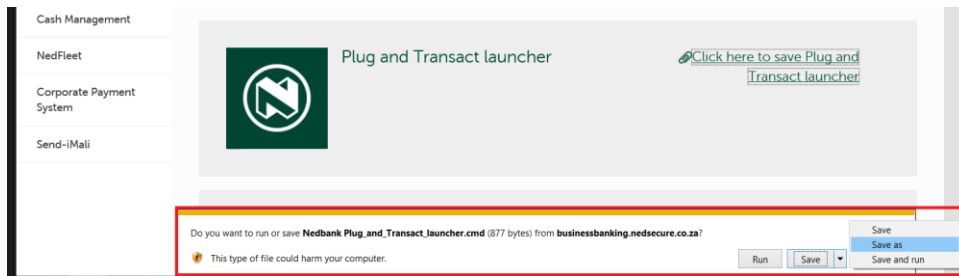 Cash Management
NedFleet
Corporate Payment
System
Send-iMali
Plug and Transact launcher
Click here to save Plug and
Transact launcher
Do you want to run or save Nedbank Plug_and_Transact_launcher.cmd (877 bytes) from businessbanking.nedsecure.co.za?
This type of file could harm your computer.
Run
Save
Save
Save as
Save and run